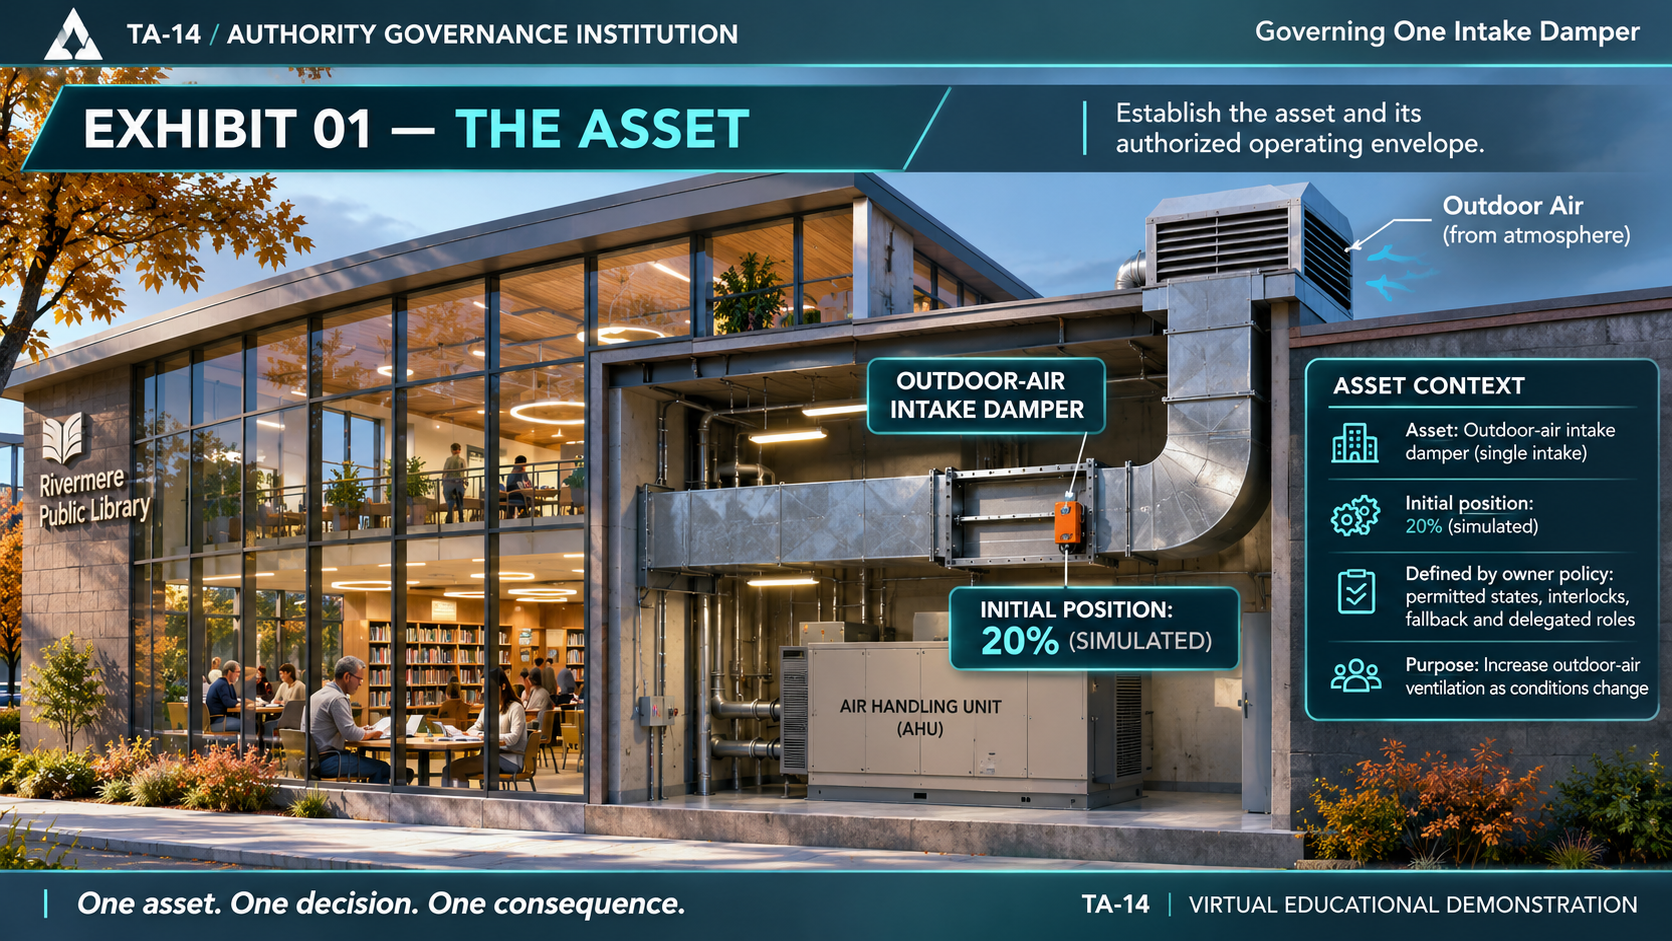 TA-14 / AUTHORITY GOVERNANCE INSTITUTION
Governing One Intake Damper
EXHIBIT 01 — THE ASSET
Establish the asset and its
authorized operating envelope.
Outdoor Air
(from atmosphere)
OUTDOOR-AIR
INTAKE DAMPER
ASSET CONTEXT
Asset: Outdoor-air intake
damper (single intake)
Initial position:
20% (simulated)
Defined by owner policy:
permitted states, interlocks,
fallback and delegated roles
Purpose: Increase outdoor-air
ventilation as conditions change
Rivermere
Public Library
INITIAL POSITION:
20% (SIMULATED)
AIR HANDLING UNIT
(AHU)
One asset. One decision. One consequence.
TA-14 | VIRTUAL EDUCATIONAL DEMONSTRATION